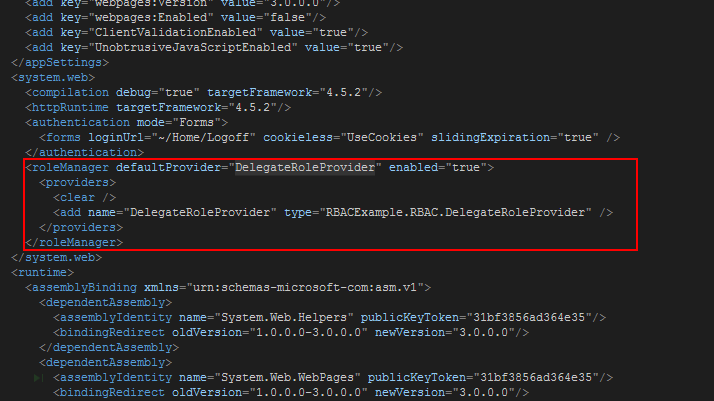 <add key="webpages:Version" value="3.0.0.0"/>
<add key="webpages:Enabled" value="false"/>
<add key="ClientValidationEnabled" value="true"/>
<add key="UnobtrusiveJavaScriptEnabled" value="true"/>
</appSettings>
<system.web>
<compilation debug="true" targetFramework="4.5.2"/>
<httpRuntime targetFramework="4.5.2"/>
<authentication mode="Forms">
<forms loginUrl="~/Home/Logoff" cookieless="UseCookies" slidingExpiration="true" />
</authentication>
<roleManager defaultProvider="DelegateRoleProvider" enabled="true">
<providers>
<clear />
<add name="DelegateRoleProvider" type="RBACExample.RBAC.DelegateRoleProvider" />
</providers>
</roleManager>
</system.web>
<runtime>
<assemblyBinding xmlns="urn:schemas-microsoft-com:asm.v1">
<dependentAssembly>
<assemblyIdentity name="System.Web.Helpers" publicKeyToken="31bf3856ad364e35"/>
<bindingRedirect oldVersion="1.0.0.0-3.0.0.0" newVersion="3.0.0.0"/>
</dependentAssembly>
<dependentAssembly>
<assemblyIdentity name="System.Web.WebPages" publicKeyToken="31bf3856ad364e35"/>
<bindingRedirect oldVersion="1.0.0.0-3.0.0.0" newVersion="3.0.0.0"/>